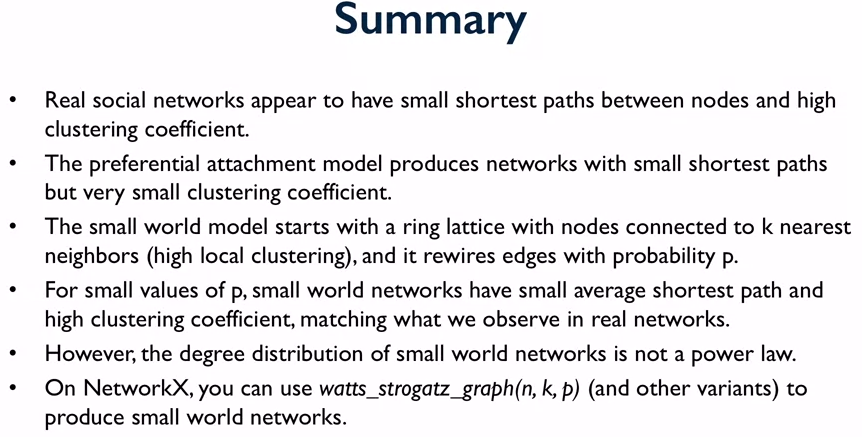 Summary
• Real social networks appear to have small shortest paths between nodes and high
clustering coefficient.
• The preferential attachment model produces networks with small shortest paths
but very small clustering coefficient.
• The small world model starts with a ring lattice with nodes connected to k nearest
neighbors (high local clustering), and it rewires edges with probability p.
• For small values of p, small world networks have small average shortest path and
high clustering coefficient, matching what we observe in real networks.
• However, the degree distribution of small world networks is not a power law.
• On NetworkX, you can use watts_strogatz_graph(n, k, p) (and other variants) to
produce small world networks.